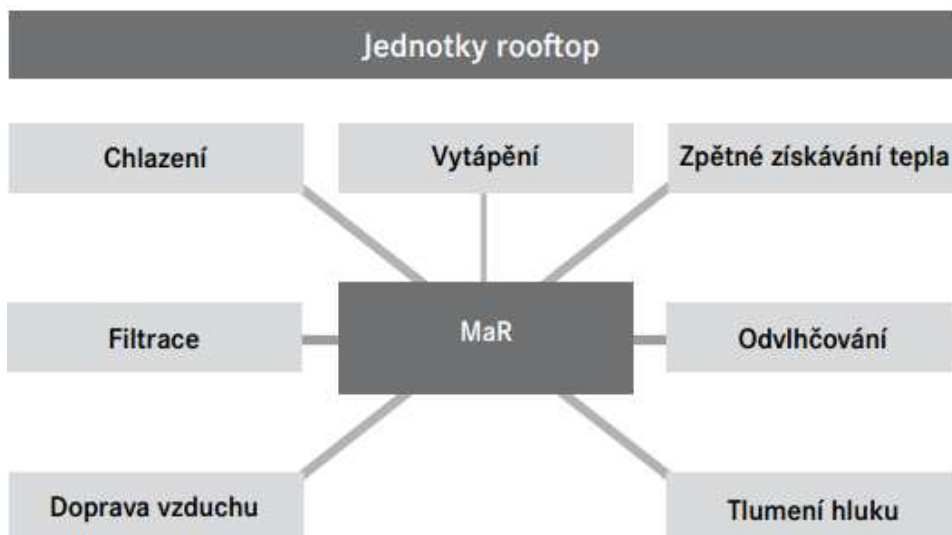 Jednotky rooftop
Chlazení
Vytápění
Zpětné získávání tepla
Filtrace
MaR
Odvlhčování
Doprava vzduchu
Tlumení hluku